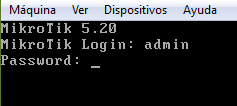 Máquina Ver Dispositivos Ayuda
MikroTik 5.20
MikroTik Login: admin
Password: _